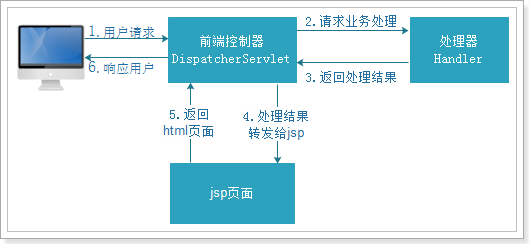 1.用户请求
6.响应用户
前端控制器
DispatcherServlet
2.请求业务处理
3.返回处理结果
处理器
Handler
5.返回
html页面
4.处理结果
转发给jsp
jsp页面